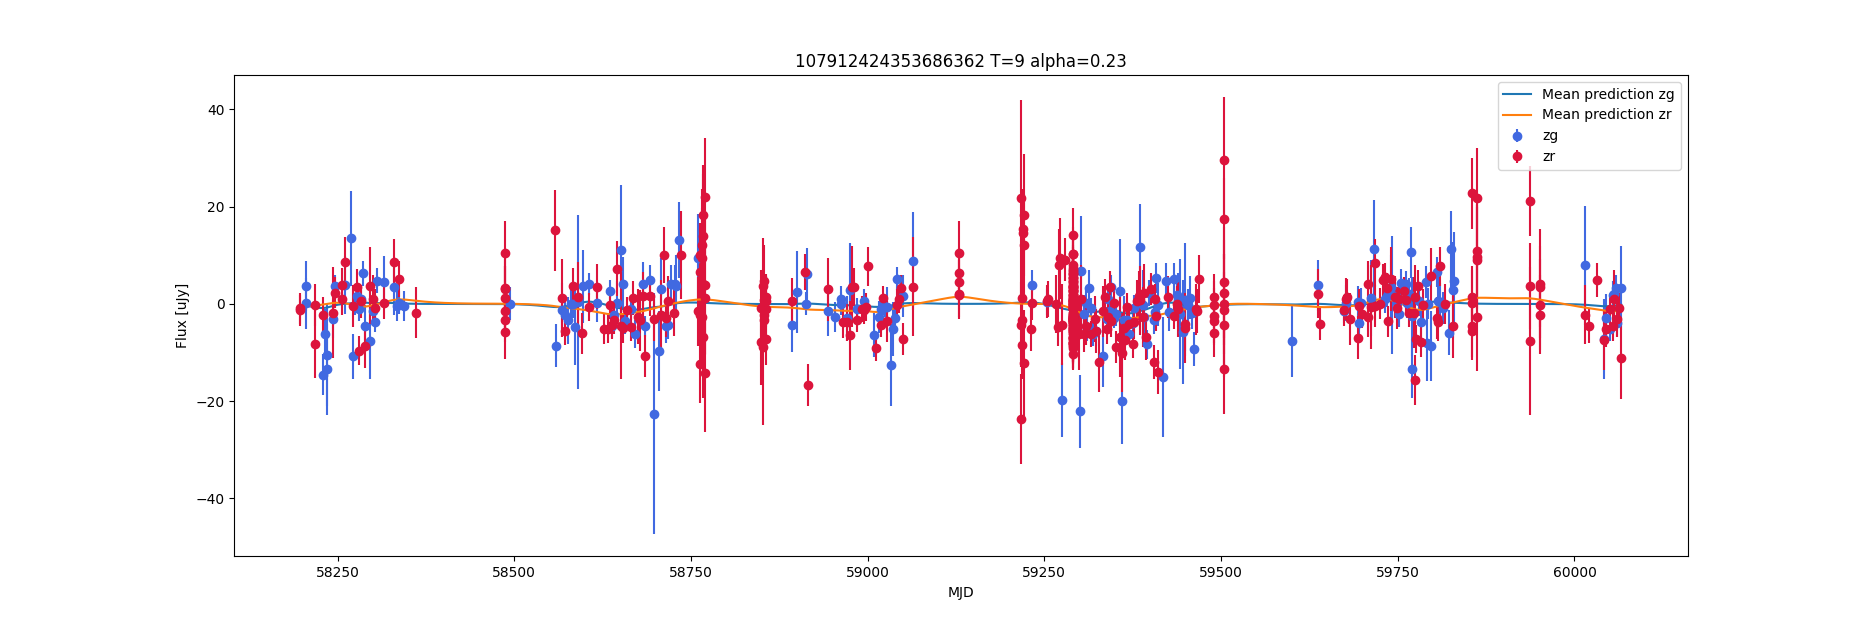 107912424353686362 T=9 alpha=0.23
Mean prediction zg
Mean prediction zr
zg
zr
40
20
0
−20
−40
Flux [uJy]
58250 58500 58750 59000 59250 59500 59750 60000
MJD